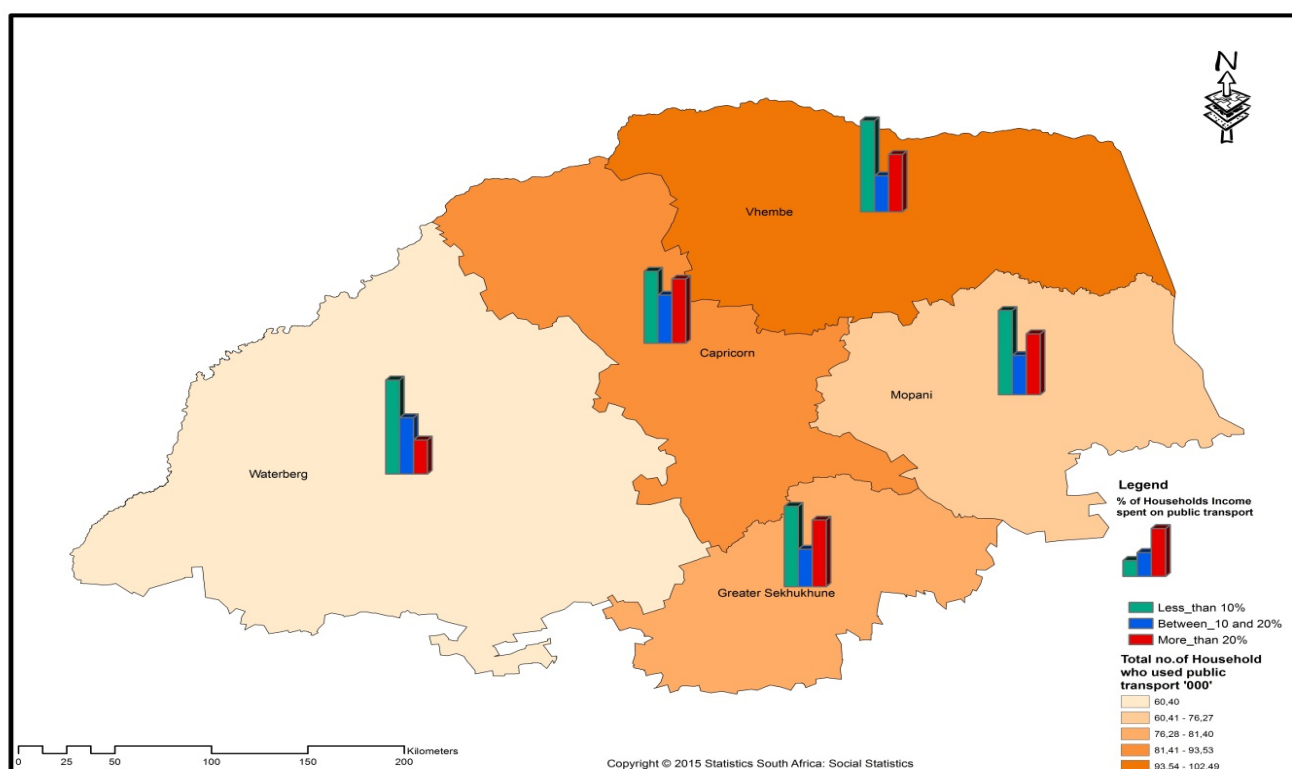 N
Vhembe
Capricorn
Mopani
Waterberg
Greater Sekhukhune
Legend
% of Households Income
spent on public transport
Less_than 10%
Between_10 and 20%
More_than 20%
Total no.of Household
who used public
transport '000'
60,40
60,41 - 76,27
76,28 - 81,40
81,41 - 93,53
93,54 - 102,49
Kilometers
0 25 50 100 150 200
Copyright © 2015 Statistics South Africa: Social Statistics